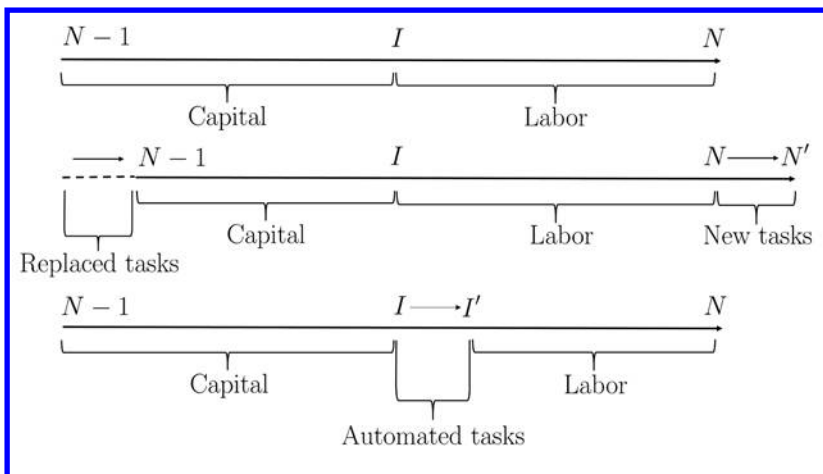 N − 1 I N
Capital Labor
N − 1 I N N′
Capital Labor New tasks
Replaced tasks
N − 1 I I′ N
Capital Labor
Automated tasks